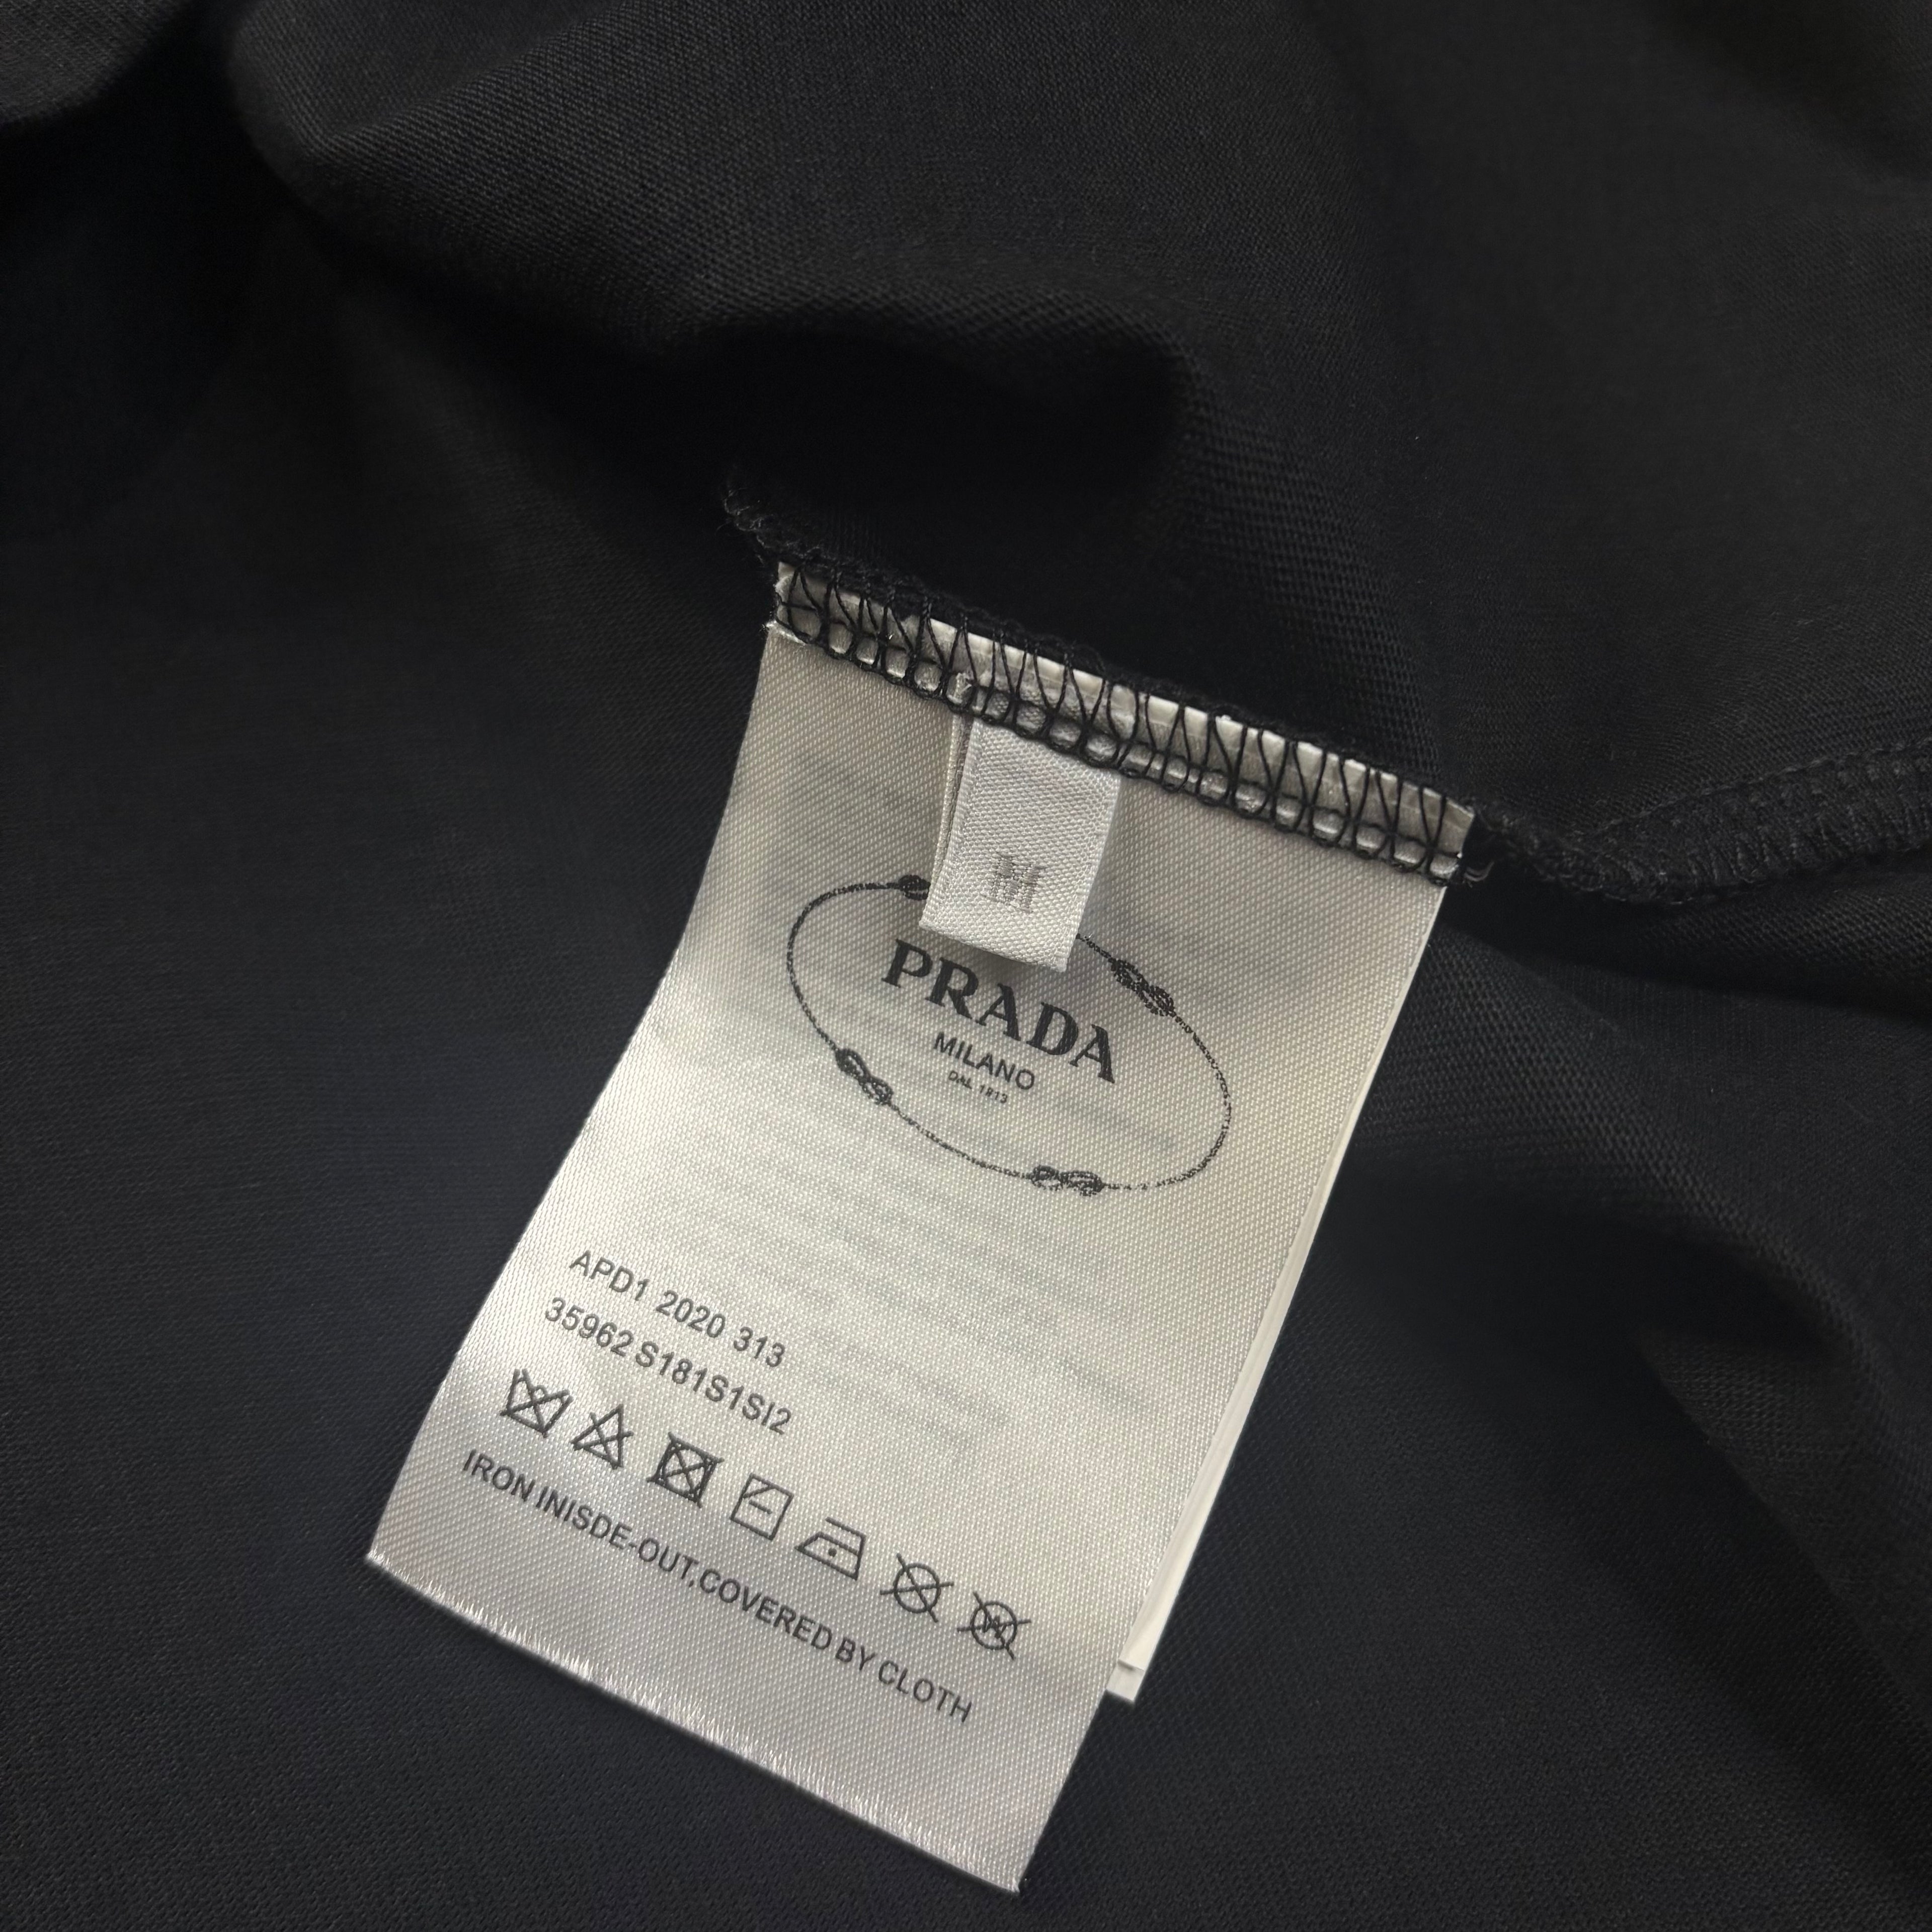 M
PRADA
MILANO
DAL 1913
APD1 2020 313
35962 S181S1SI2
W
IRON INISDE-OUT,COVERED BY CLOTH